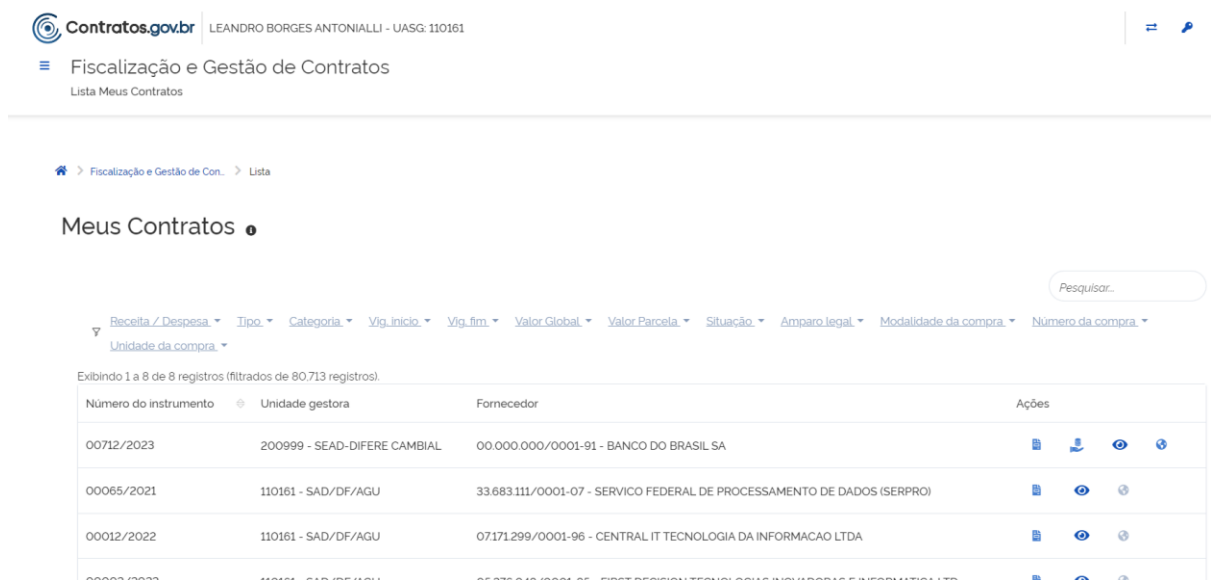 Contratos.gov.br LEANDRO BORGES ANTONIALLI - UASG: 110161
Fiscalização e Gestão de Contratos
Lista Meus Contratos
Fiscalização e Gestão de Con... > Lista
Meus Contratos
Pesquisar...
Receita / Despesa Tipo Categoria Vig. início Vig. fim Valor Global Valor Parcela Situação Amparo legal Modalidade da compra Número da compra
Unidade da compra
Exibindo 1 a 8 de 8 registros (filtrados de 80.713 registros).
Número do instrumento Unidade gestora Fornecedor Ações
00712/2023 200999 - SEAD-DIFERE CAMBIAL 00.000.000/0001-91 - BANCO DO BRASIL SA
00065/2021 110161 - SAD/DF/AGU 33.683.111/0001-07 - SERVICO FEDERAL DE PROCESSAMENTO DE DADOS (SERPRO)
00012/2022 110161 - SAD/DF/AGU 07.171.299/0001-96 - CENTRAL IT TECNOLOGIA DA INFORMACAO LTDA
110161 - SAD/DF/AGU